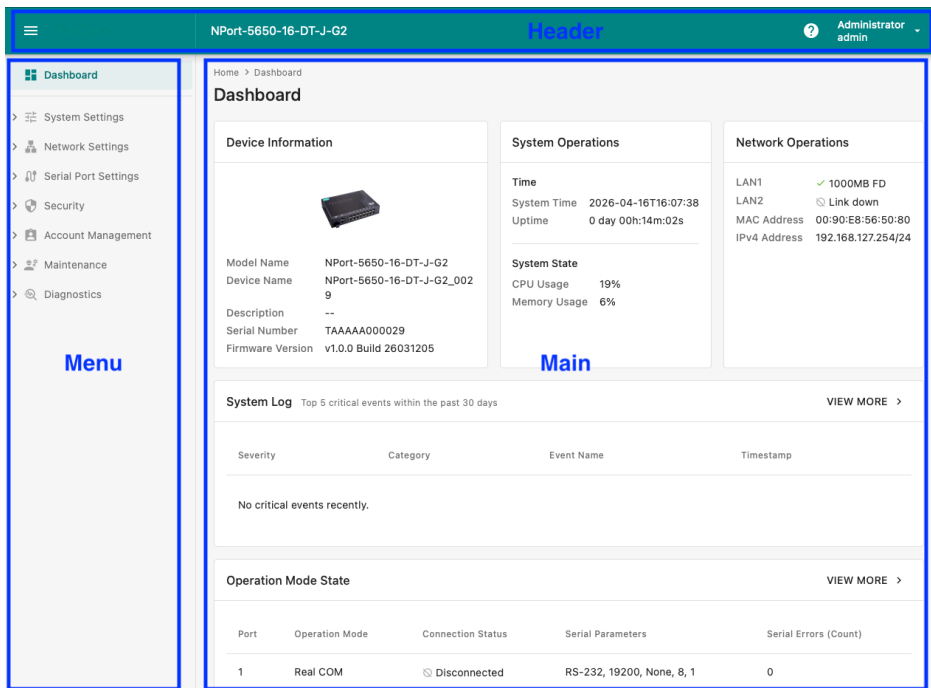 NPort-5650-16-DT-J-G2
Header
Administrator
admin
Dashboard
System Settings
Network Settings
Serial Port Settings
Security
Account Management
Maintenance
Diagnostics
Menu
Home > Dashboard
Dashboard
Device Information
Model Name NPort-5650-16-DT-J-G2
Device Name NPort-5650-16-DT-J-G2_002
9
Description --
Serial Number TAAAAA000029
Firmware Version v1.0.0 Build 26031205
System Operations
Time
System Time 2026-04-16T16:07:38
Uptime 0 day 00h:14m:02s
System State
CPU Usage 19%
Memory Usage 6%
Main
Network Operations
LAN1 1000MB FD
LAN2 Link down
MAC Address 00:90:E8:56:50:80
IPv4 Address 192.168.127.254/24
System Log Top 5 critical events within the past 30 days VIEW MORE >
Severity Category Event Name Timestamp
No critical events recently.
Operation Mode State VIEW MORE >
Port Operation Mode Connection Status Serial Parameters Serial Errors (Count)
1 Real COM Disconnected RS-232, 19200, None, 8, 1 0